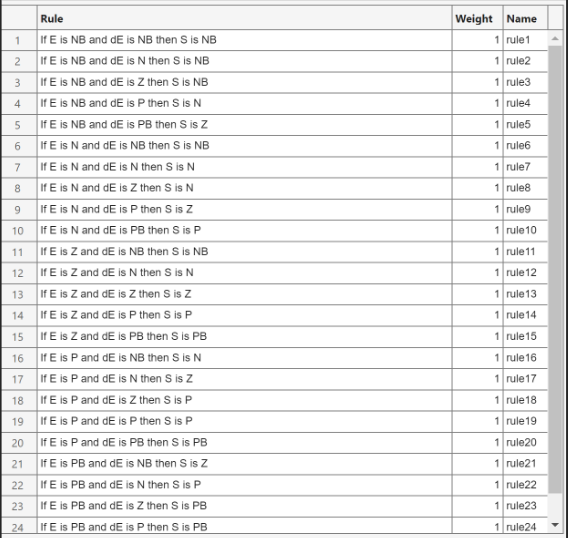 Rule Weight Name
1 If E is NB and dE is NB then S is NB 1 rule1
2 If E is NB and dE is N then S is NB 1 rule2
3 If E is NB and dE is Z then S is NB 1 rule3
4 If E is NB and dE is P then S is N 1 rule4
5 If E is NB and dE is PB then S is Z 1 rule5
6 If E is N and dE is NB then S is NB 1 rule6
7 If E is N and dE is N then S is N 1 rule7
8 If E is N and dE is Z then S is N 1 rule8
9 If E is N and dE is P then S is Z 1 rule9
10 If E is N and dE is PB then S is P 1 rule10
11 If E is Z and dE is NB then S is NB 1 rule11
12 If E is Z and dE is N then S is N 1 rule12
13 If E is Z and dE is Z then S is Z 1 rule13
14 If E is Z and dE is P then S is P 1 rule14
15 If E is Z and dE is PB then S is PB 1 rule15
16 If E is P and dE is NB then S is N 1 rule16
17 If E is P and dE is N then S is Z 1 rule17
18 If E is P and dE is Z then S is P 1 rule18
19 If E is P and dE is P then S is P 1 rule19
20 If E is P and dE is PB then S is PB 1 rule20
21 If E is PB and dE is NB then S is Z 1 rule21
22 If E is PB and dE is N then S is P 1 rule22
23 If E is PB and dE is Z then S is PB 1 rule23
24 If E is PB and dE is P then S is PB 1 rule24